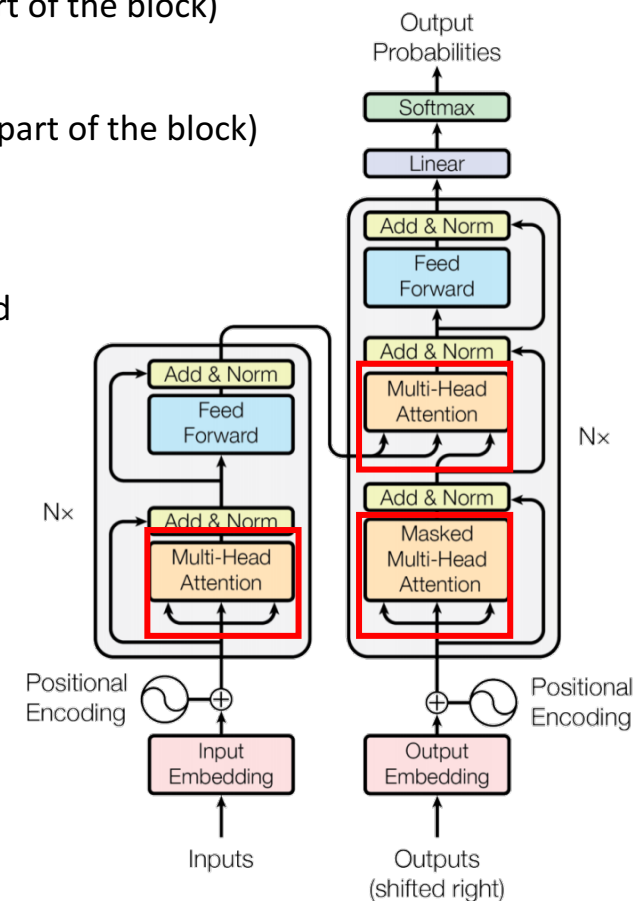 rt of the block)
part of the block)
d
Output
Probabilities
Softmax
Linear
Add & Norm
Feed
Forward
Add & Norm
Multi-Head
Attention
Nx
Add & Norm
Masked
Multi-Head
Attention
Add & Norm
Feed
Forward
Nx
Add & Norm
Multi-Head
Attention
Positional
Encoding
Positional
Encoding
Input
Embedding
Output
Embedding
Inputs
Outputs
(shifted right)